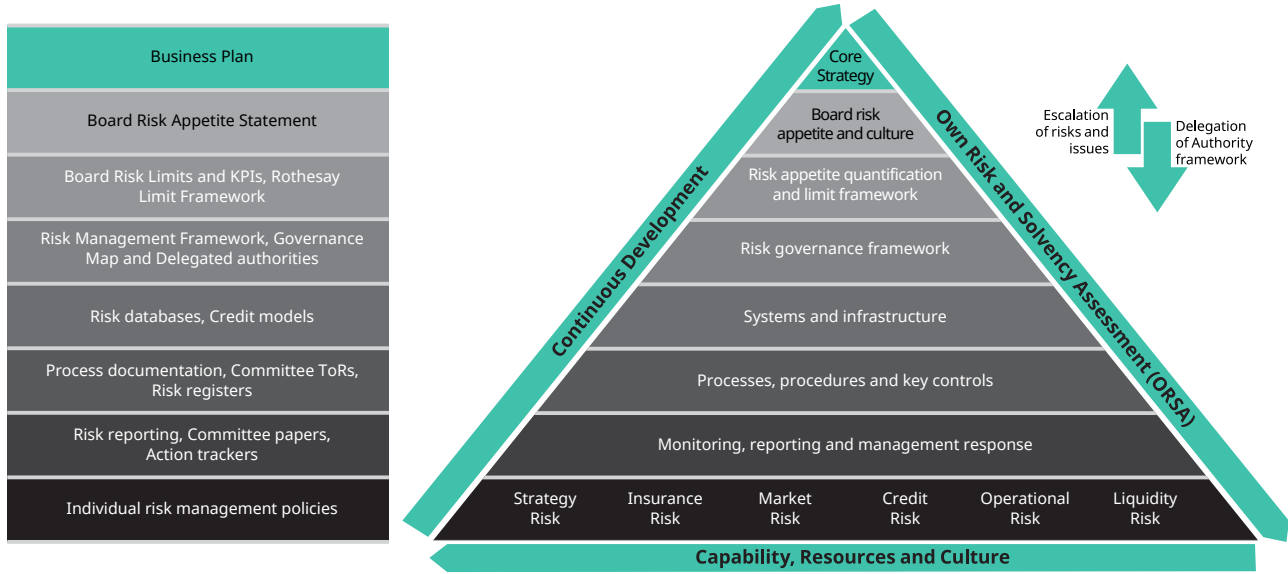 Business Plan
Board Risk Appetite Statement
Board Risk Limits and KPIs, Rothesay
Limit Framework
Risk Management Framework, Governance
Map and Delegated authorities
Risk databases, Credit models
Process documentation, Committee ToRs,
Risk registers
Risk reporting, Committee papers,
Action trackers
Individual risk management policies
Continuous Development
Core
Strategy
Board risk
appetite and culture
Risk appetite quantification
and limit framework
Risk governance framework
Systems and infrastructure
Processes, procedures and key controls
Monitoring, reporting and management response
Strategy
Risk
Insurance
Risk
Market
Risk
Credit
Risk
Operational
Risk
Liquidity
Risk
Own Risk and Solvency Assessment (ORSA)
Capability, Resources and Culture
Escalation
of risks and
issues
Delegation
of Authority
framework